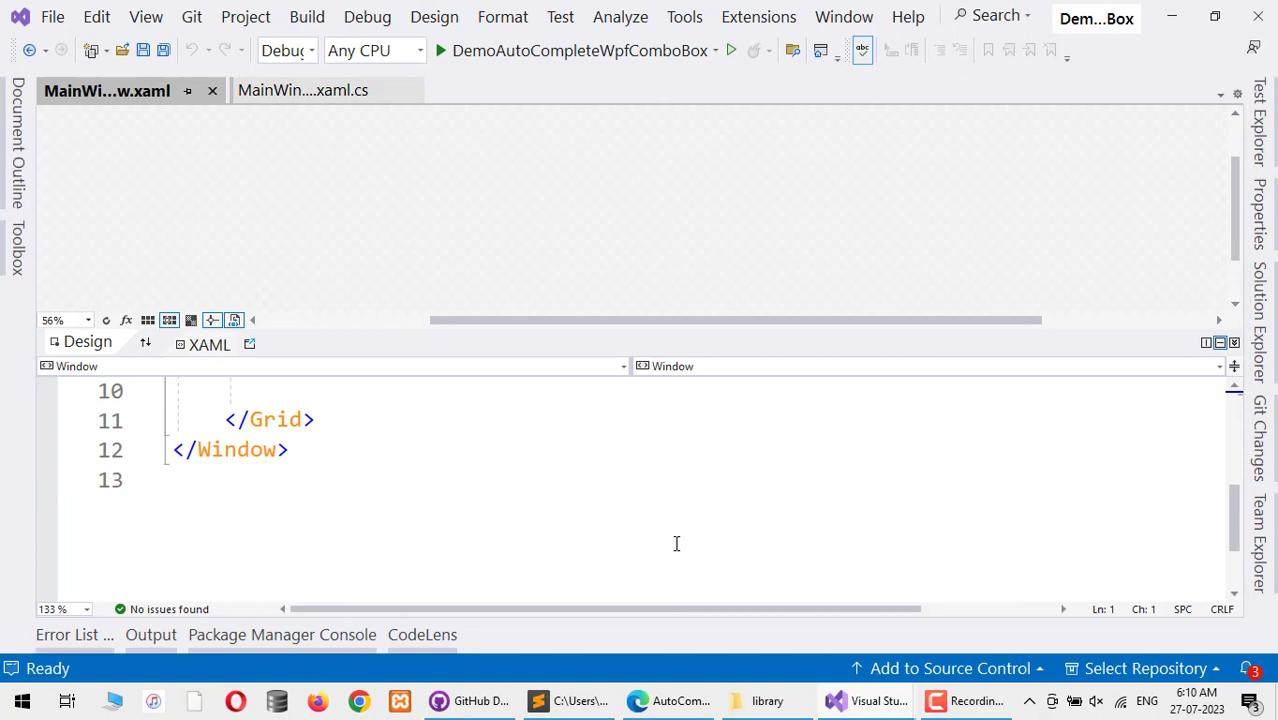 File Edit View Git Project Build Debug Design Format Test Analyze Tools Extensions Window Help Search Dem...Box
Debug Any CPU DemoAutoCompleteWpfComboBox
MainWi...w.xaml MainWin....xaml.cs
Document Outline
Toolbox
Test Explorer
Properties
Solution Explorer
Git Changes
Team Explorer
56% fx
Design XAML
Window Window
10
11 </Grid>
12 </Window>
13
133 % No issues found Ln: 1 Ch: 1 SPC CRLF
Error List ... Output Package Manager Console CodeLens
Ready Add to Source Control Select Repository 3
GitHub D... C:\Users\... AutoCom... library Visual Stu... Recordin... ENG 6:10 AM
27-07-2023 3